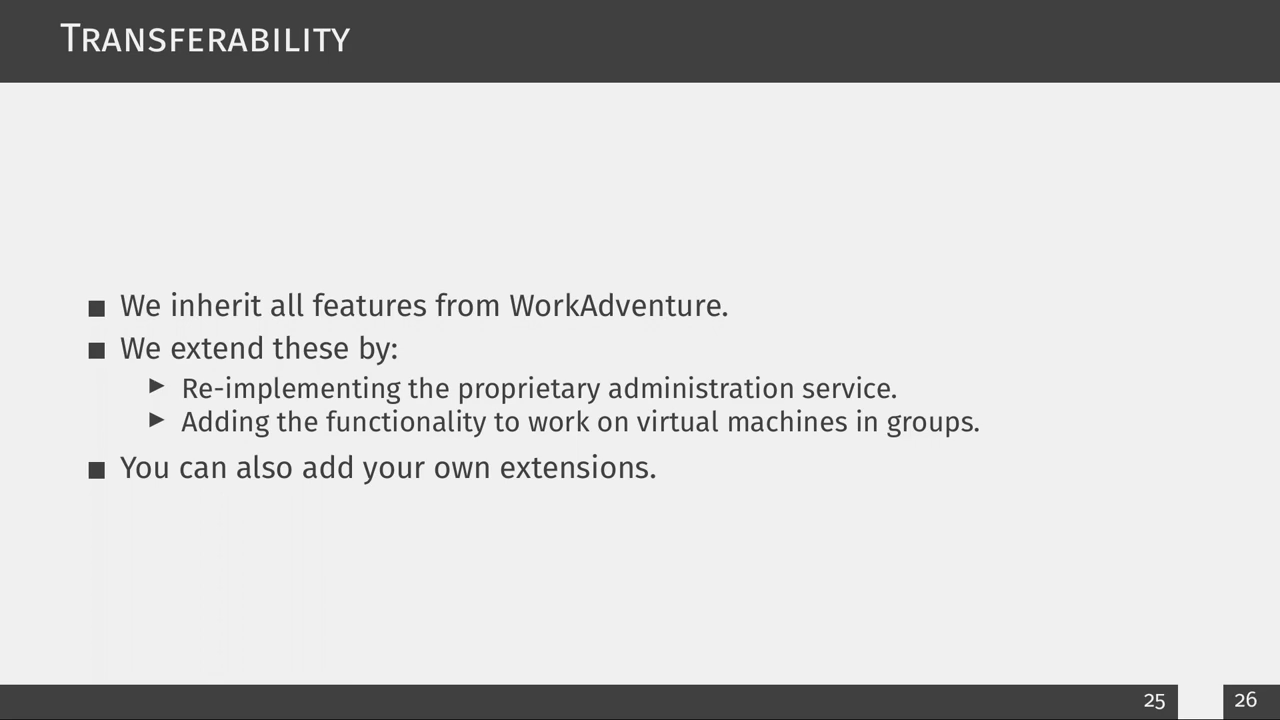 Transferability
■ We inherit all features from WorkAdventure.
■ We extend these by:
▶ Re-implementing the proprietary administration service.
▶ Adding the functionality to work on virtual machines in groups.
■ You can also add your own extensions.
25 26